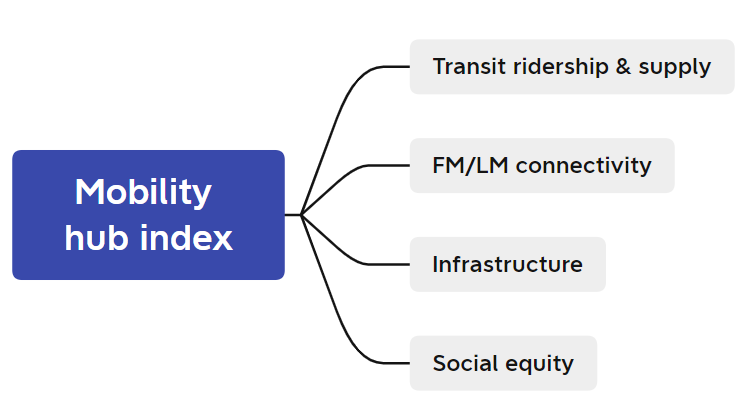 Mobility
hub index
Transit ridership & supply
FM/LM connectivity
Infrastructure
Social equity